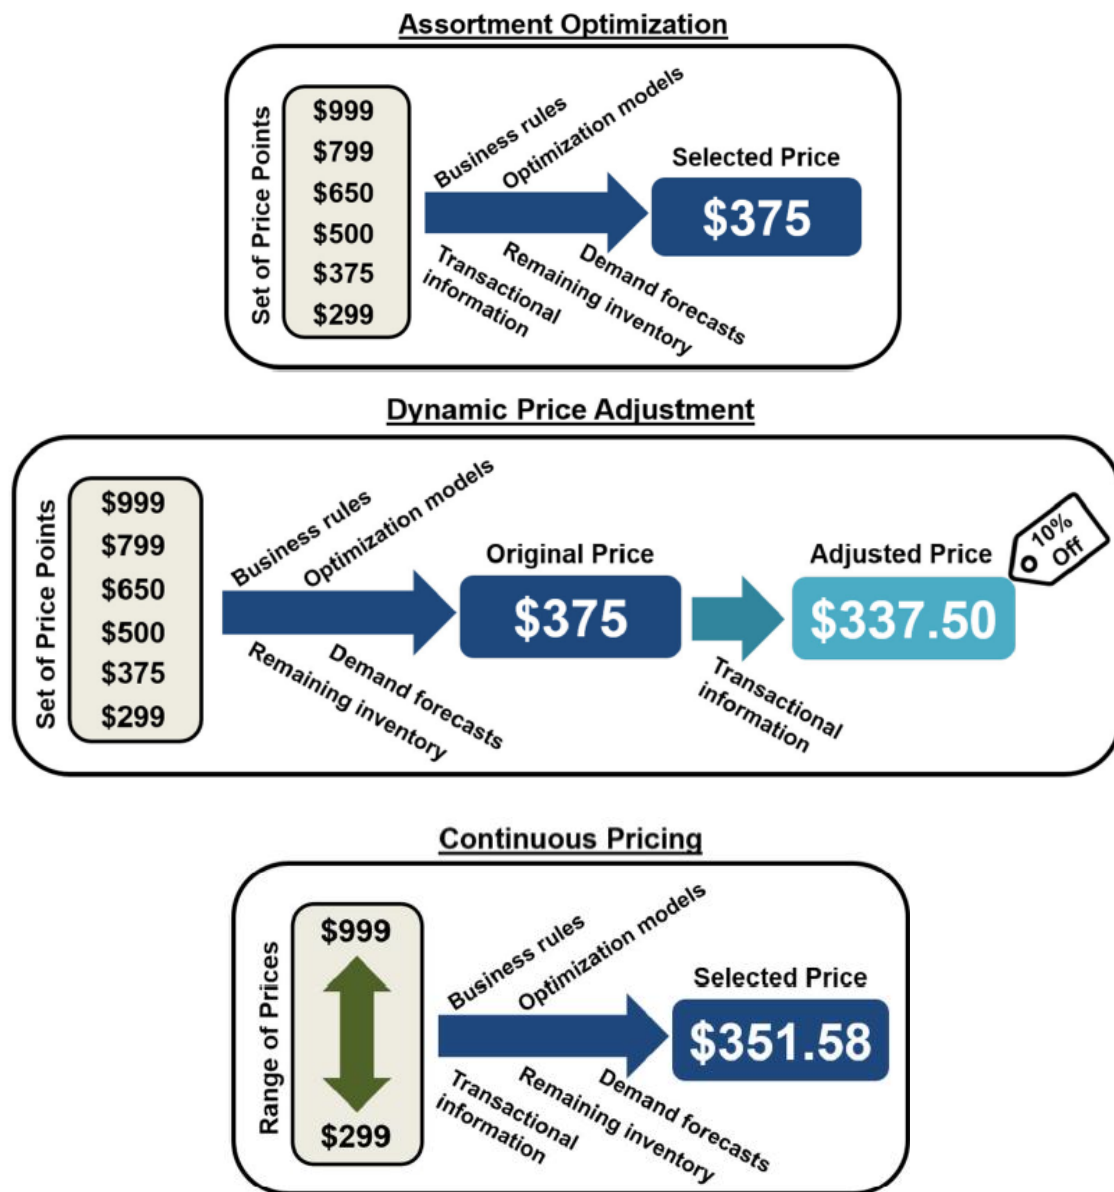 Assortment Optimization
Set of Price Points
$999
$799
$650
$500
$375
$299
Business rules
Optimization models
Transactional
information
Remaining inventory
Demand forecasts
Selected Price
$375
Dynamic Price Adjustment
Set of Price Points
$999
$799
$650
$500
$375
$299
Business rules
Optimization models
Remaining inventory
Demand forecasts
Original Price
$375
Transactional
information
Adjusted Price
$337.50
10%
Off
Continuous Pricing
Range of Prices
$999
$299
Business rules
Optimization models
Transactional
information
Remaining inventory
Demand forecasts
Selected Price
$351.58